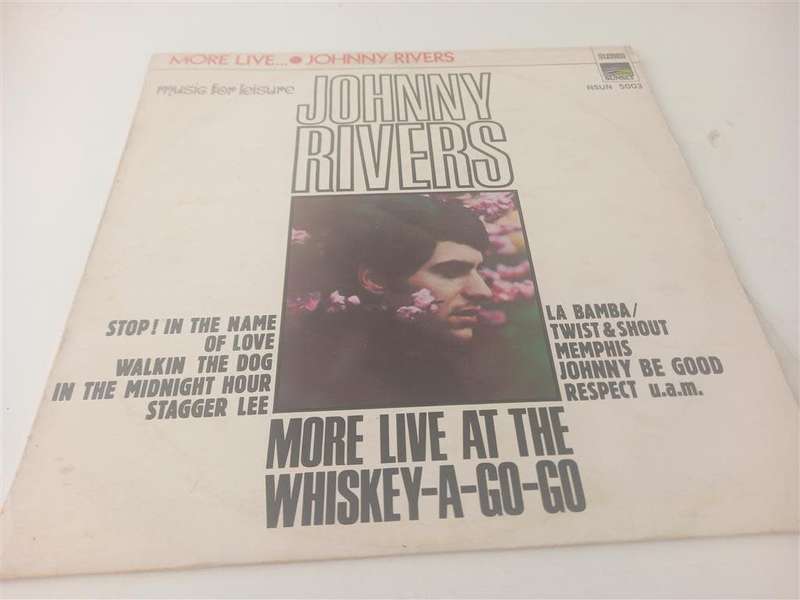 MORE LIVE...● JOHNNY RIVERS
STEREO
SUNSET
RSUN 5003
music for leisure
JOHNNY
RIVERS
STOP! IN THE NAME
OF LOVE
WALKIN THE DOG
IN THE MIDNIGHT HOUR
STAGGER LEE
LA BAMBA/
TWIST & SHOUT
MEMPHIS
JOHNNY BE GOOD
RESPECT u.a.m.
MORE LIVE AT THE
WHISKEY-A-GO-GO